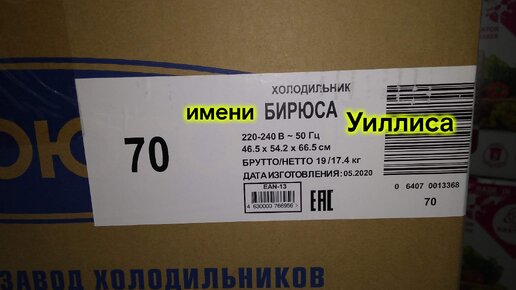 ХОЛОДИЛЬНИК
имени БИРЮСА Уиллиса
70
220-240 В ~ 50 Гц
46.5 x 54.2 x 66.5 см
БРУТТО/НЕТТО 19 /17.4 кг
ДАТА ИЗГОТОВЛЕНИЯ: 05.2020
EAN-13
4 630000 766956 >
EAC
0 6407 0013368
70
ЗАВОД ХОЛОДИЛЬНИКОВ